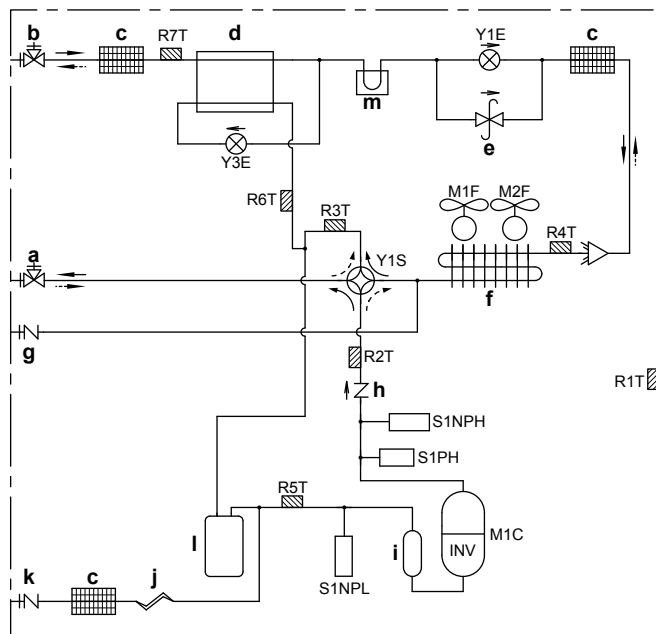 b
c
R7T
d
Y1E
c
m
e
Y3E
R6T
R3T
M1F
M2F
R4T
a
Y1S
f
g
R2T
R1T
h
S1NPH
S1PH
R5T
M1C
l
i
INV
k
c
j
S1NPL